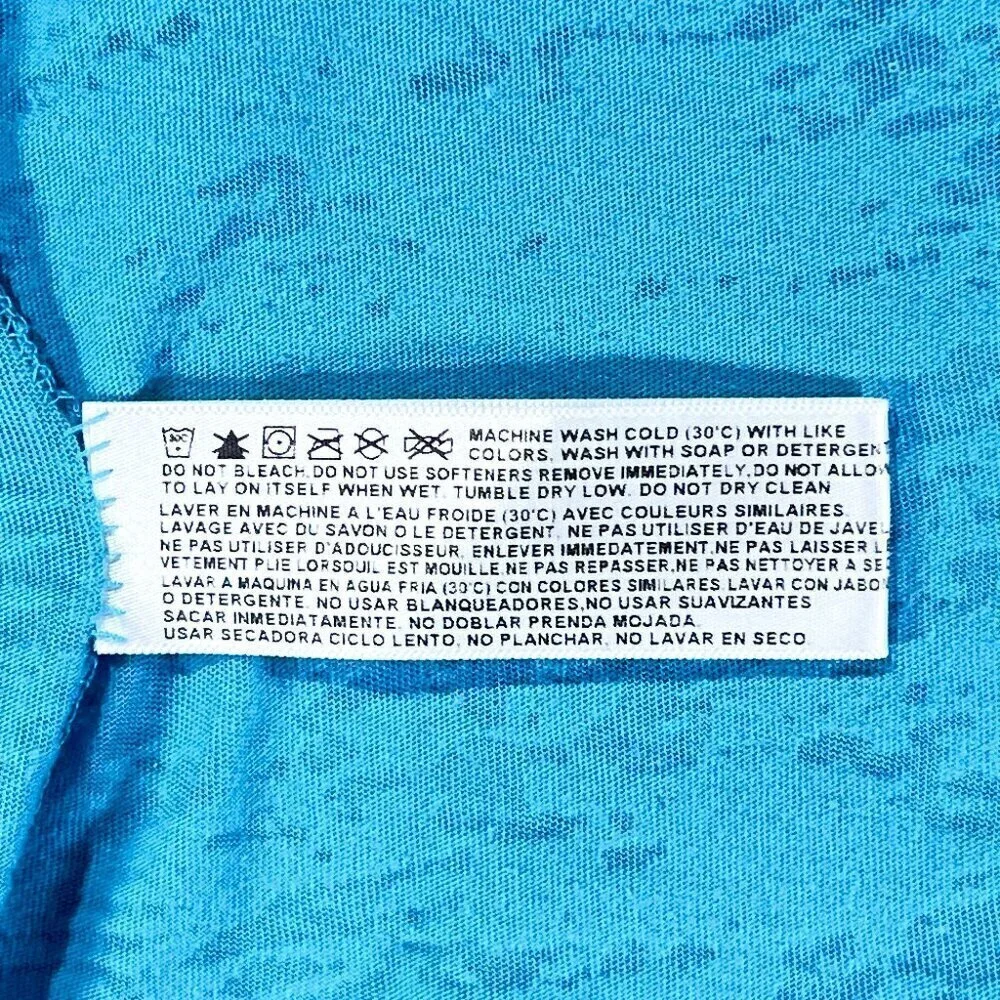 30C
MACHINE WASH COLD (30'C) WITH LIKE
COLORS, WASH WITH SOAP OR DETERGEN
DO NOT BLEACH.DO NOT USE SOFTENERS REMOVE IMMEDIATELY,DO NOT ALLOW
TO LAY ON ITSELF WHEN WET. TUMBLE DRY LOW. DO NOT DRY CLEAN
LAVER EN MACHINE A L'EAU FROIDE (30'C) AVEC COULEURS SIMILAIRES.
LAVAGE AVEC DU SAVON O LE DETERGENT. NE PAS UTILISER D'EAU DE JAVEL
NE PAS UTILISER D'ADOUCISSEUR. ENLEVER IMMEDATEMENT,NE PAS LAISSER LE
VETEMENT PLIE LORSOUIL EST MOUILLE.NE PAS REPASSER,NE PAS NETTOYER A SE
LAVAR A MAQUINA EN AGUA FRIA (30'C) CON COLORES SIMILARES.LAVAR CON JABO
O DETERGENTE. NO USAR BLANQUEADORES,NO USAR SUAVIZANTES
SACAR INMEDIATAMENTE. NO DOBLAR PRENDA MOJADA.
USAR SECADORA CICLO LENTO, NO PLANCHAR, NO LAVAR EN SECO